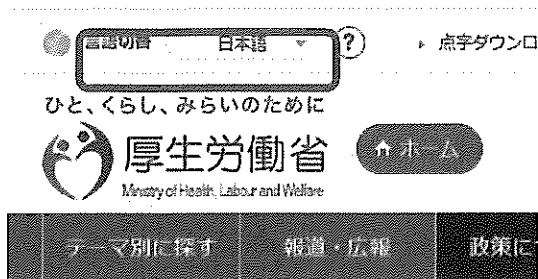 言語切替 日本語 ▼ ? ▸ 点字ダウンロ
ひと、くらし、みらいのために
厚生労働省 ホーム
Ministry of Health, Labour and Welfare
テーマ別に探す 報道・広報 政策につ